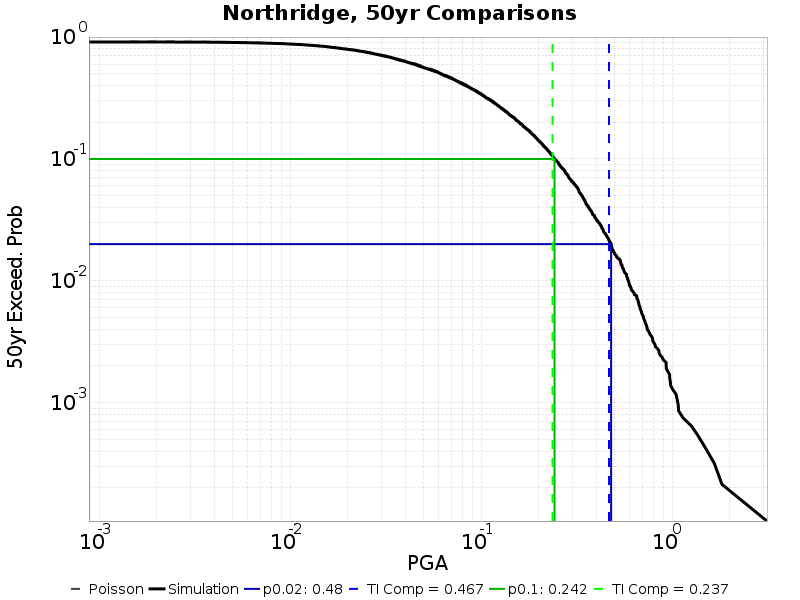 Northridge, 50yr Comparisons
10^0
10^-1
10^-2
10^-3
50yr Exceed. Prob
10^-3 10^-2 10^-1 10^0
PGA
Poisson Simulation p0.02: 0.48 TI Comp = 0.467 p0.1: 0.242 TI Comp = 0.237